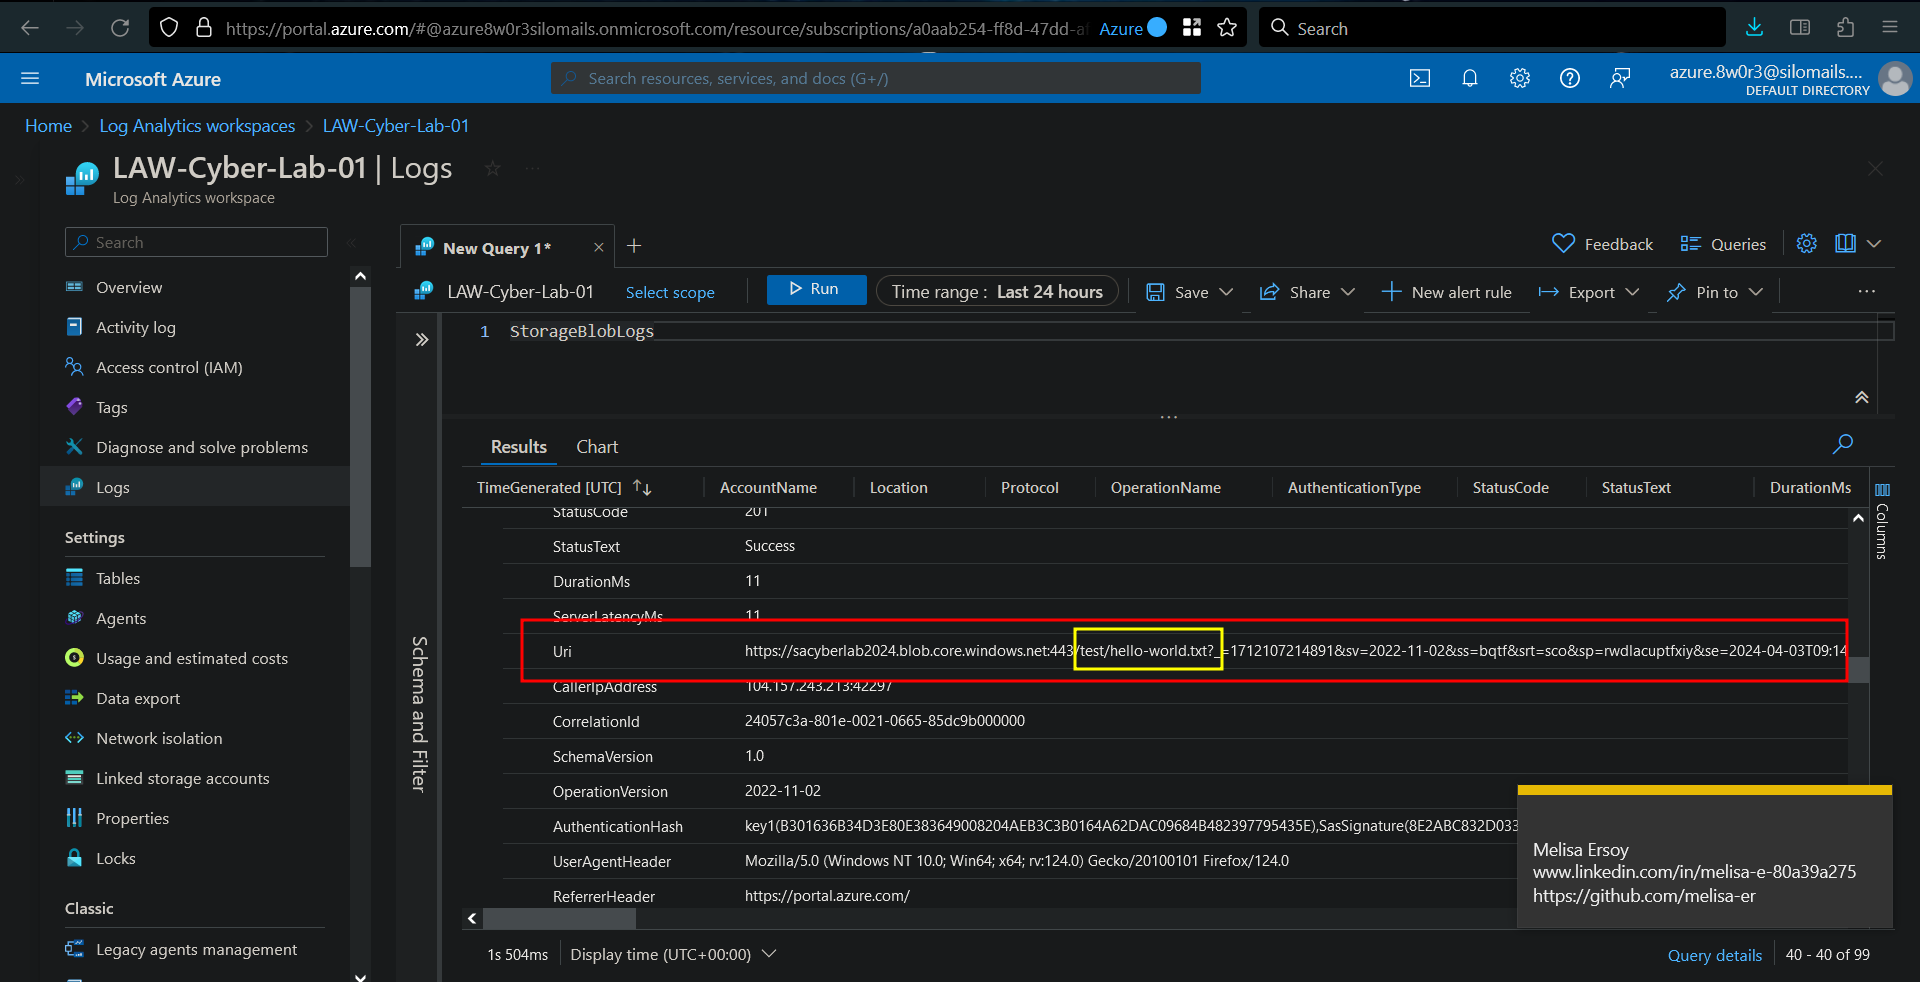 https://portal.azure.com/#@azure8w0r3silomails.onmicrosoft.com/resource/subscriptions/a0aab254-ff8d-47dd-a
Azure
Search
Microsoft Azure
Search resources, services, and docs (G+/)
azure.8w0r3@silomails....
DEFAULT DIRECTORY
Home > Log Analytics workspaces > LAW-Cyber-Lab-01
LAW-Cyber-Lab-01 | Logs
Log Analytics workspace
Search
Overview
Activity log
Access control (IAM)
Tags
Diagnose and solve problems
Logs
Settings
Tables
Agents
Usage and estimated costs
Data export
Network isolation
Linked storage accounts
Properties
Locks
Classic
Legacy agents management
New Query 1*
Feedback
Queries
LAW-Cyber-Lab-01
Select scope
Run
Time range : Last 24 hours
Save
Share
New alert rule
Export
Pin to
1 StorageBlobLogs
Schema and Filter
Results Chart
TimeGenerated [UTC] AccountName Location Protocol OperationName AuthenticationType StatusCode StatusText DurationMs
Columns
StatusCode 201
StatusText Success
DurationMs 11
ServerLatencyMs 11
Uri https://sacyberlab2024.blob.core.windows.net:443/test/hello-world.txt?_=1712107214891&sv=2022-11-02&ss=bqtf&srt=sco&sp=rwdlacuptfxiy&se=2024-04-03T09:14
CallerIpAddress 104.157.243.213:42297
CorrelationId 24057c3a-801e-0021-0665-85dc9b000000
SchemaVersion 1.0
OperationVersion 2022-11-02
AuthenticationHash key1(B301636B34D3E80E383649008204AEB3C3B0164A62DAC09684B482397795435E),SasSignature(8E2ABC832D033
UserAgentHeader Mozilla/5.0 (Windows NT 10.0; Win64; x64; rv:124.0) Gecko/20100101 Firefox/124.0
ReferrerHeader https://portal.azure.com/
Melisa Ersoy
www.linkedin.com/in/melisa-e-80a39a275
https://github.com/melisa-er
1s 504ms
Display time (UTC+00:00)
Query details
40 - 40 of 99